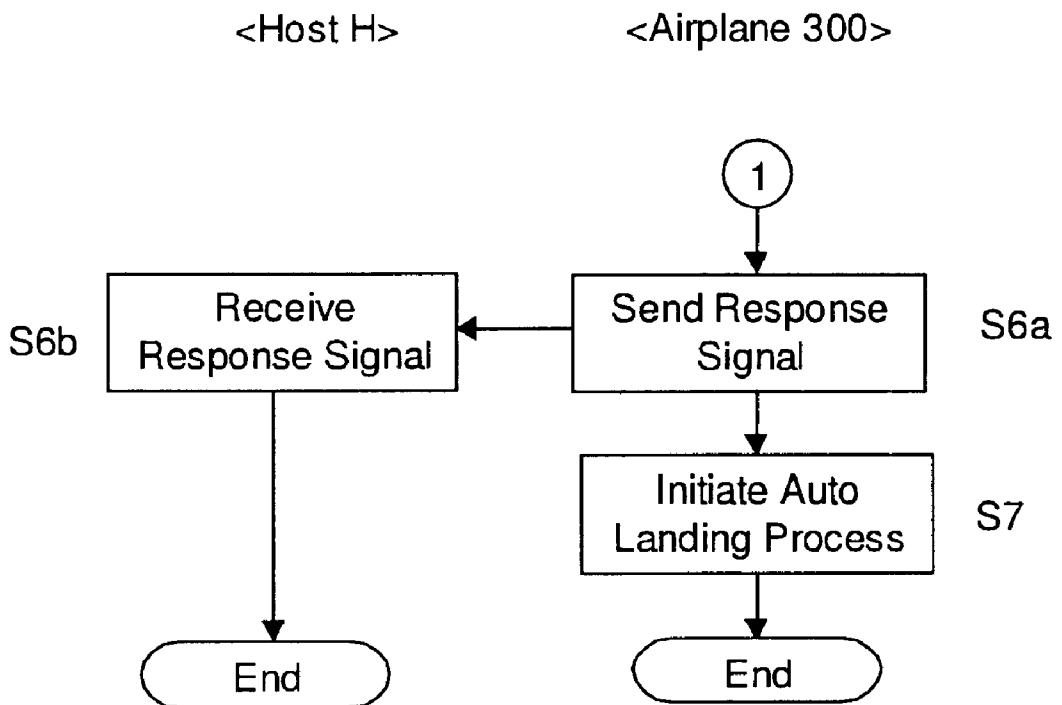 <Host H>
<Airplane 300>
1
Receive
Response Signal
S6b
Send Response
Signal
S6a
Initiate Auto
Landing Process
S7
End
End